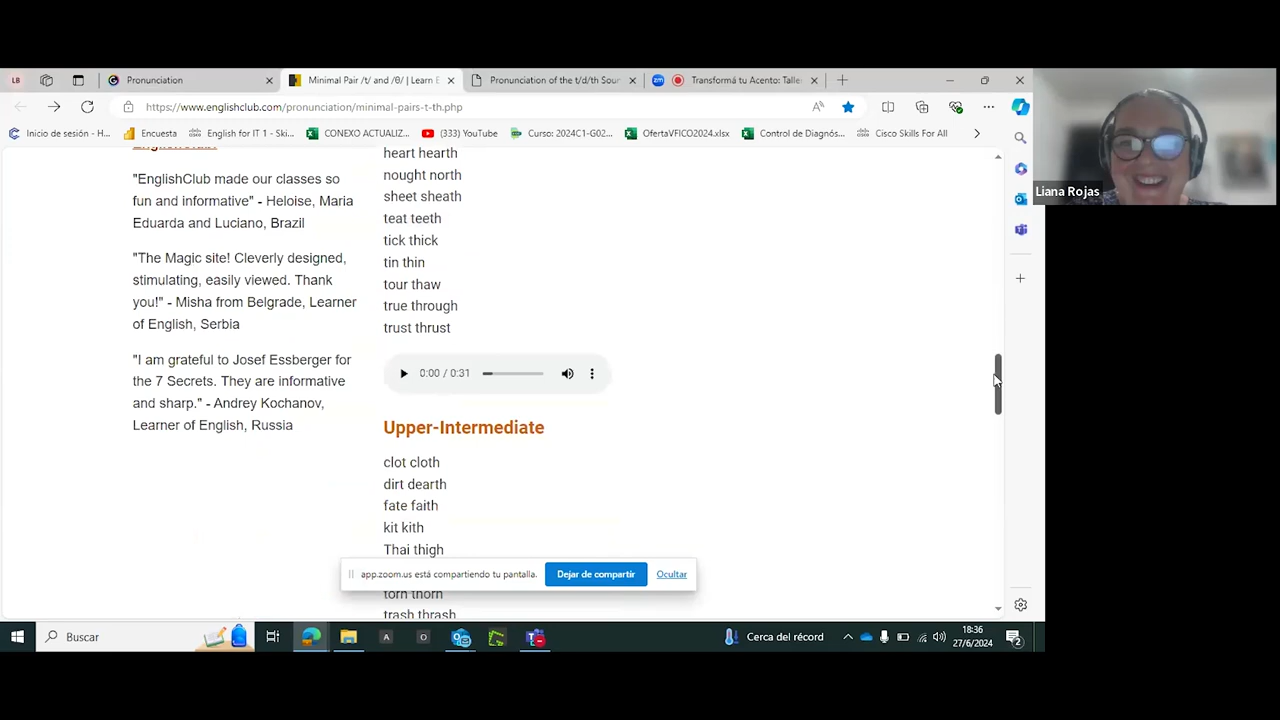 LB
Pronunciation
Minimal Pair /t/ and /θ/ | Learn E
Pronunciation of the t/d/th Soun
zm
Transformá tu Acento: Talle
https://www.englishclub.com/pronunciation/minimal-pairs-t-th.php
Inicio de sesión - H...
Encuesta
English for IT 1 - Ski...
CONEXO ACTUALIZ...
(333) YouTube
Curso: 2024C1-G02...
OfertaVFICO2024.xlsx
Control de Diagnós...
Cisco Skills For All
Liana Rojas
"EnglishClub made our classes so
fun and informative" - Heloise, Maria
Eduarda and Luciano, Brazil
"The Magic site! Cleverly designed,
stimulating, easily viewed. Thank
you!" - Misha from Belgrade, Learner
of English, Serbia
"I am grateful to Josef Essberger for
the 7 Secrets. They are informative
and sharp." - Andrey Kochanov,
Learner of English, Russia
heart hearth
nought north
sheet sheath
teat teeth
tick thick
tin thin
tour thaw
true through
trust thrust
0:00 / 0:31
Upper-Intermediate
clot cloth
dirt dearth
fate faith
kit kith
Thai thigh
app.zoom.us está compartiendo tu pantalla.
Dejar de compartir
Ocultar
torn thorn
trash thrash
Buscar
A
O
Cerca del récord
18:36
27/6/2024
2